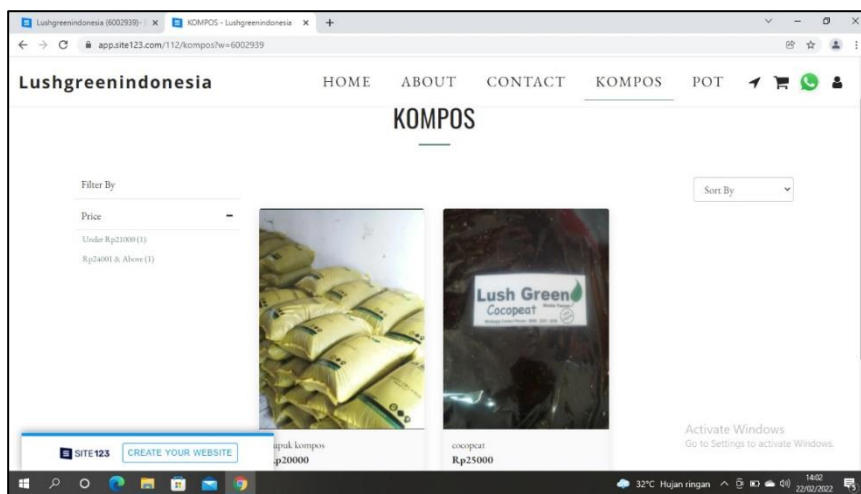 Lushgreenindonesia (6002939)-
KOMPOS - Lushgreenindonesia
app.site123.com/112/kompos?w=6002939
Lushgreenindonesia HOME ABOUT CONTACT KOMPOS POT
KOMPOS
Filter By
Sort By
Price
Under Rp21000 (1)
Rp24001 & Above (1)
Lush Green
Cocopeat
pupuk kompos
Rp20000
cocopeat
Rp25000
Activate Windows
Go to Settings to activate Windows.
SITE123 CREATE YOUR WEBSITE
32°C Hujan ringan
14:02
22/02/2022